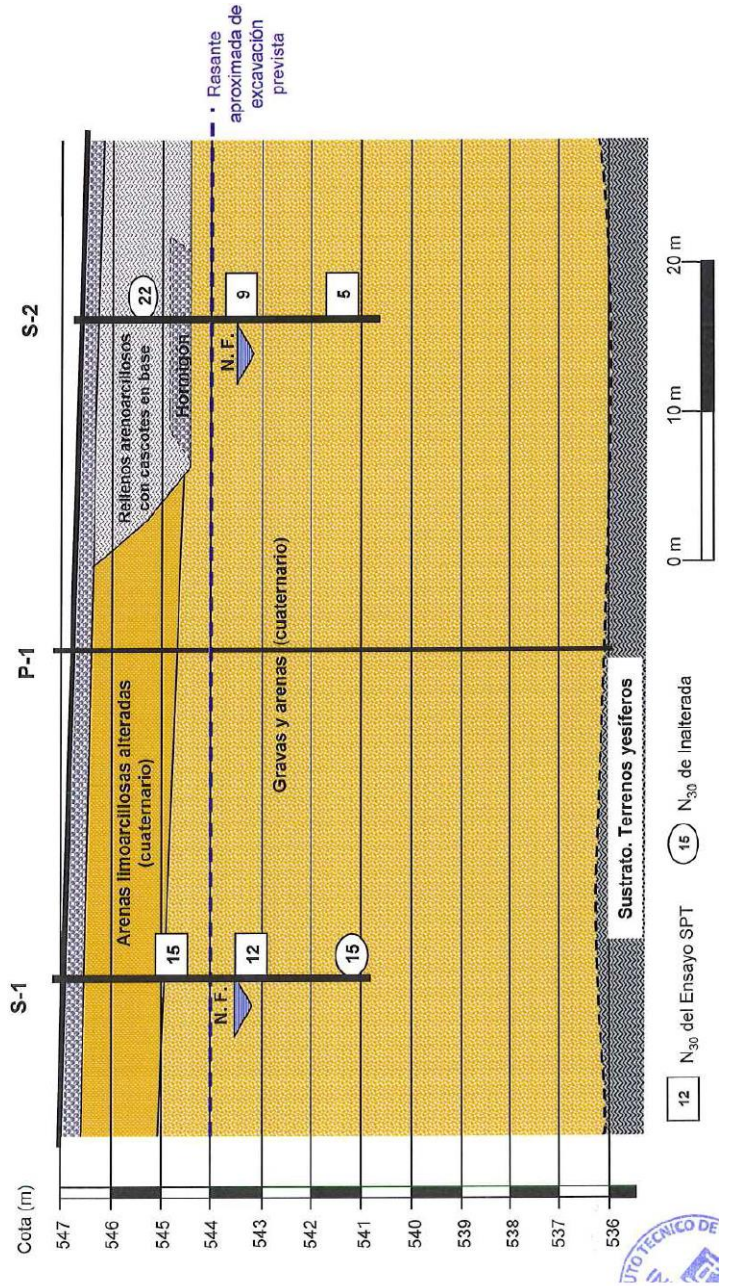 Cota (m)
547
546
545
544
543
542
541
540
539
538
537
536
S-1
P-1
S-2
Arenas limoarcillosas alteradas
(cuaternario)
Rellenos arenoarcillosos
con cascotes en base
Hormigón
22
Rasante
aproximada de
excavación
prevista
15
N. F.
12
15
N. F.
9
5
Gravas y arenas (cuaternario)
Sustrato. Terrenos yesíferos
12
N30 del Ensayo SPT
15
N30 de Inalterada
0 m
10 m
20 m
TECNICO DE